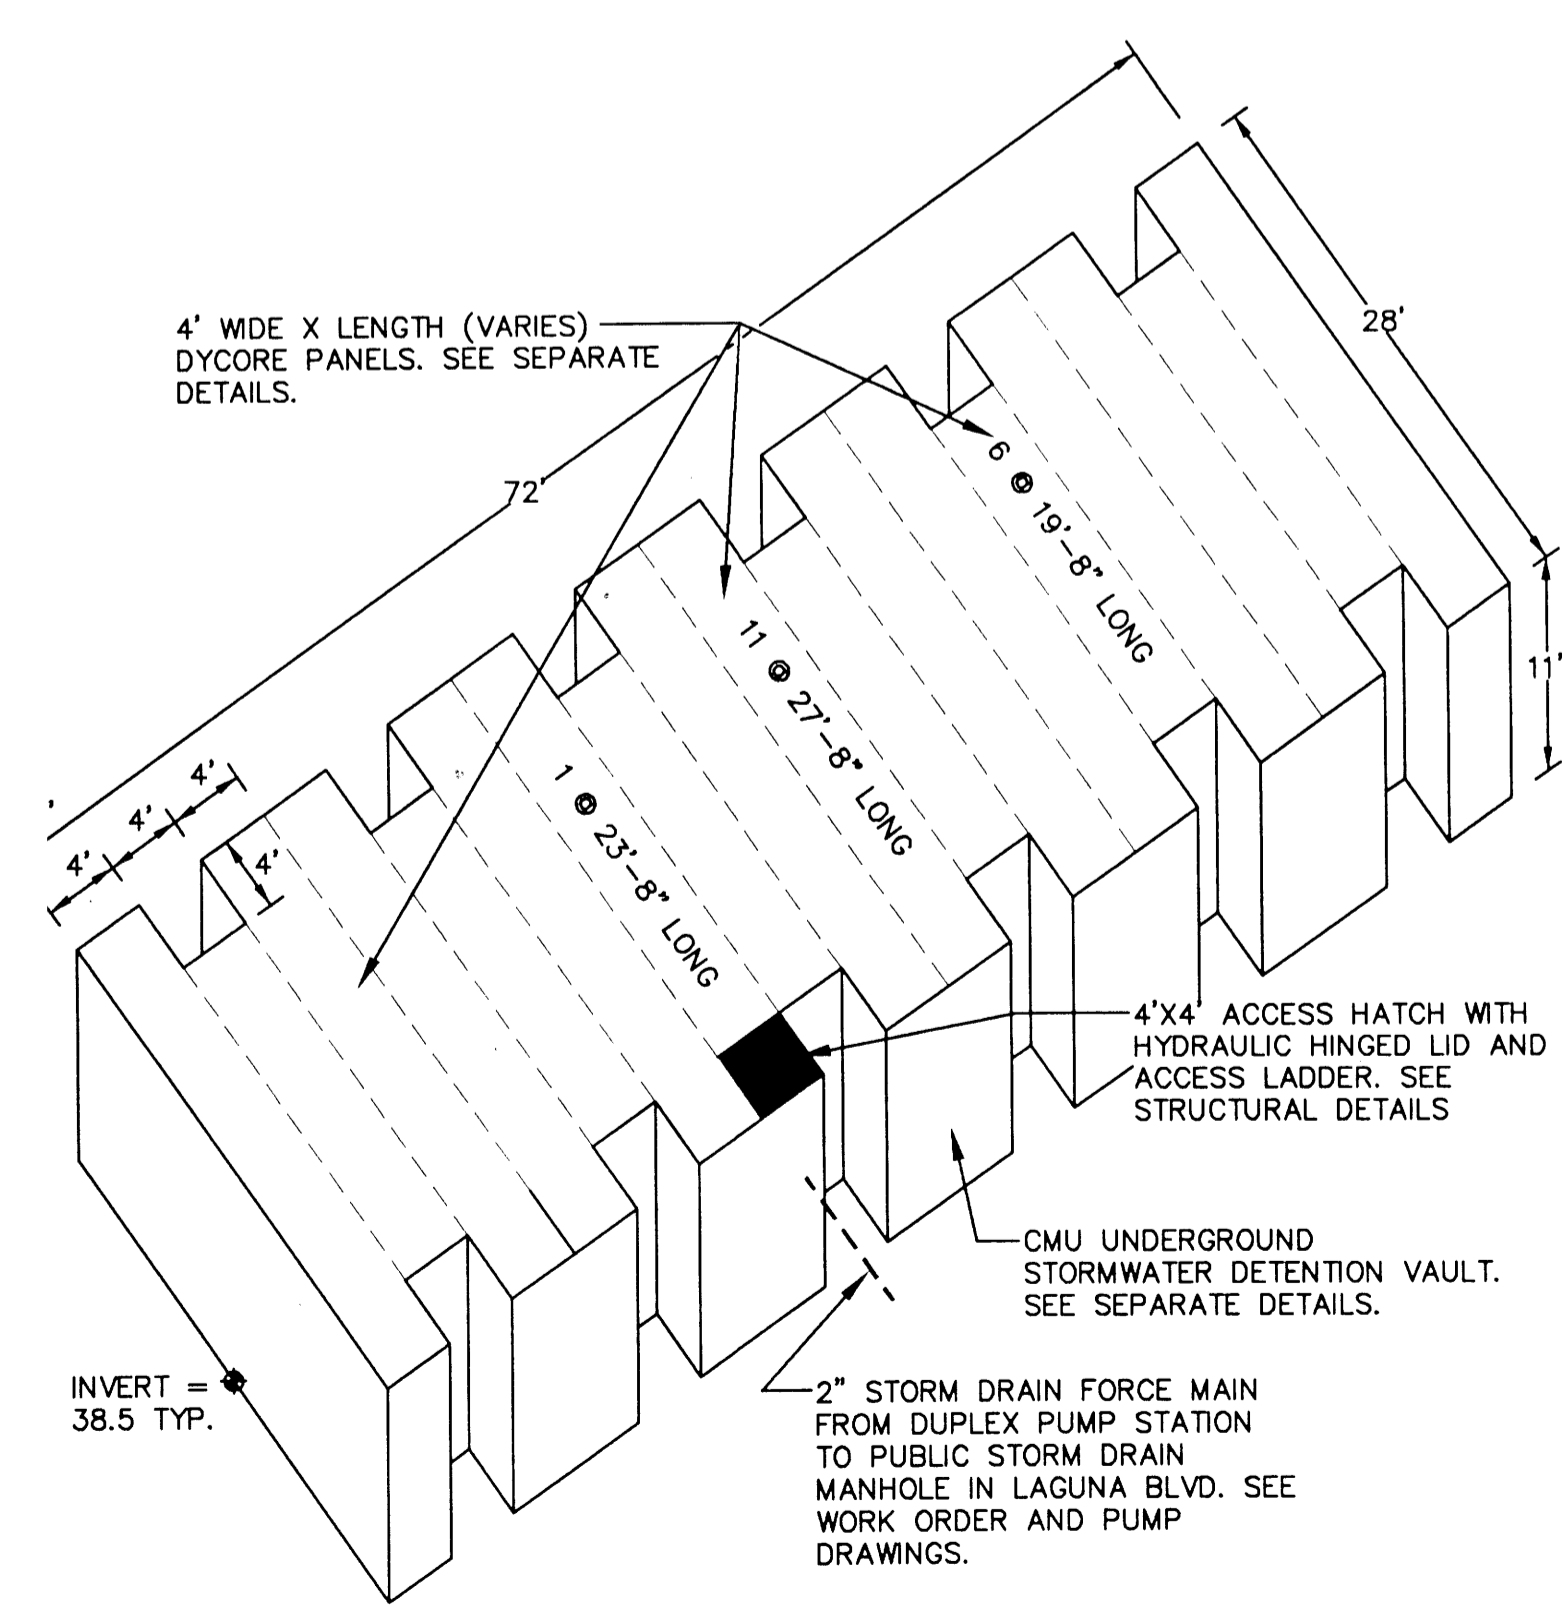 28'
4' WIDE X LENGTH (VARIES)
DYCORE PANELS. SEE SEPARATE
DETAILS.
72'
6 @ 19'-8" LONG
11 @ 27'-8" LONG
1 @ 23'-8" LONG
11'
4'
4'
4'
4'
4'X4' ACCESS HATCH WITH
HYDRAULIC HINGED LID AND
ACCESS LADDER. SEE
STRUCTURAL DETAILS
CMU UNDERGROUND
STORMWATER DETENTION VAULT.
SEE SEPARATE DETAILS.
INVERT =
38.5 TYP.
2" STORM DRAIN FORCE MAIN
FROM DUPLEX PUMP STATION
TO PUBLIC STORM DRAIN
MANHOLE IN LAGUNA BLVD. SEE
WORK ORDER AND PUMP
DRAWINGS.